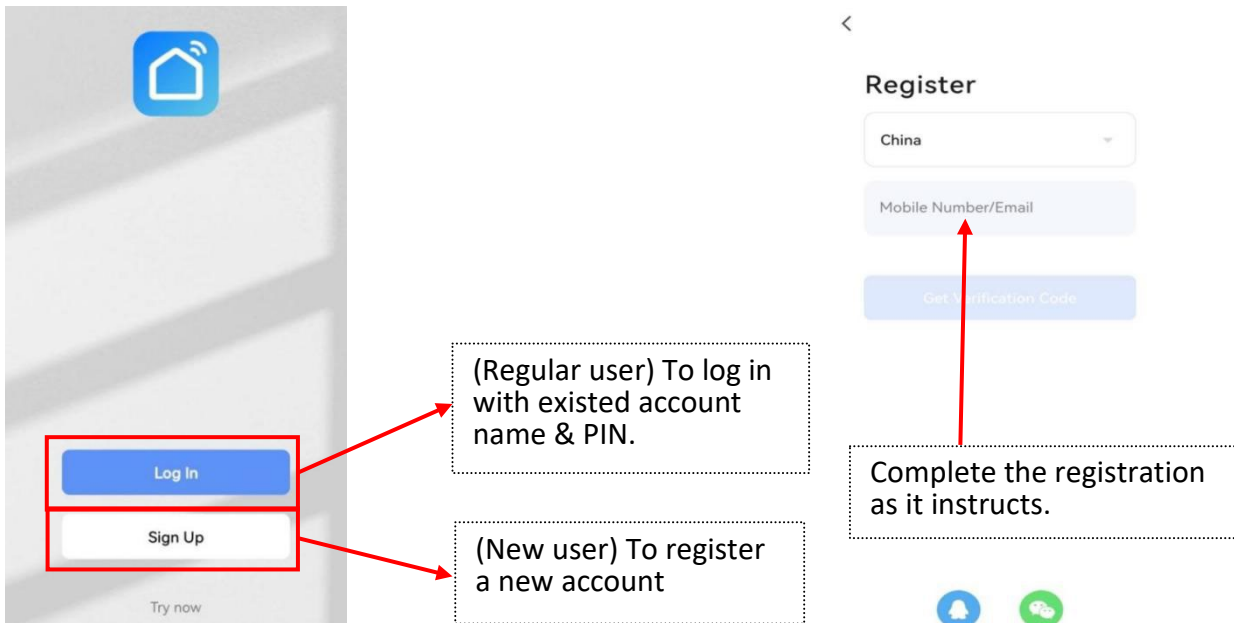 Log In
Sign Up
Try now
(Regular user) To log in
with existed account
name & PIN.
(New user) To register
a new account
Register
China
Mobile Number/Email
Get Verification Code
Complete the registration
as it instructs.